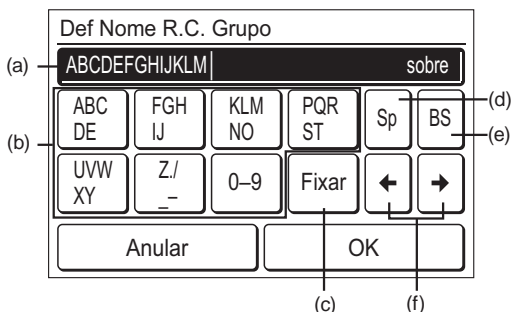 Def Nome R.C. Grupo
(a) ABCDEFGHIJKLM sobre
ABC FGH KLM PQR Sp BS (d)
DE IJ NO ST (e)
(b)
UVW Z./ 0–9 Fixar ← →
XY _–
Anular OK
(c) (f)